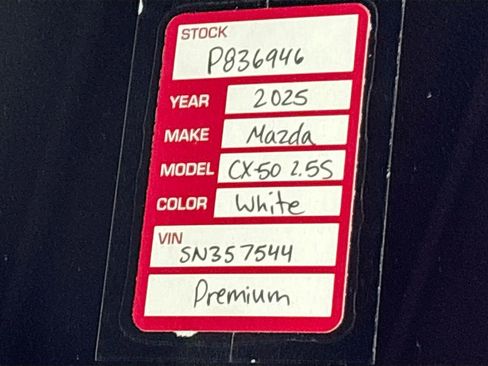 STOCK
P836946
YEAR 2025
MAKE Mazda
MODEL CX-50 2.5S
COLOR White
VIN
SN357544
Premium